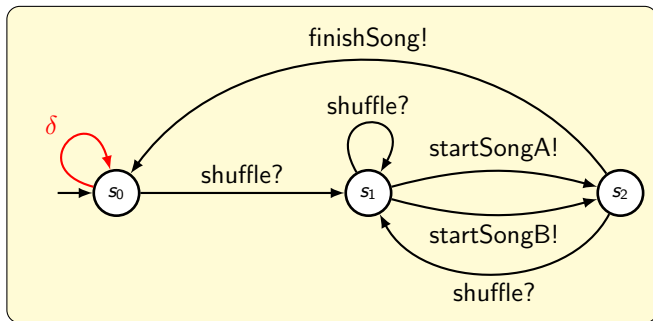 finishSong!
δ
shuffle?
startSongA!
shuffle?
s0
s1
s2
startSongB!
shuffle?